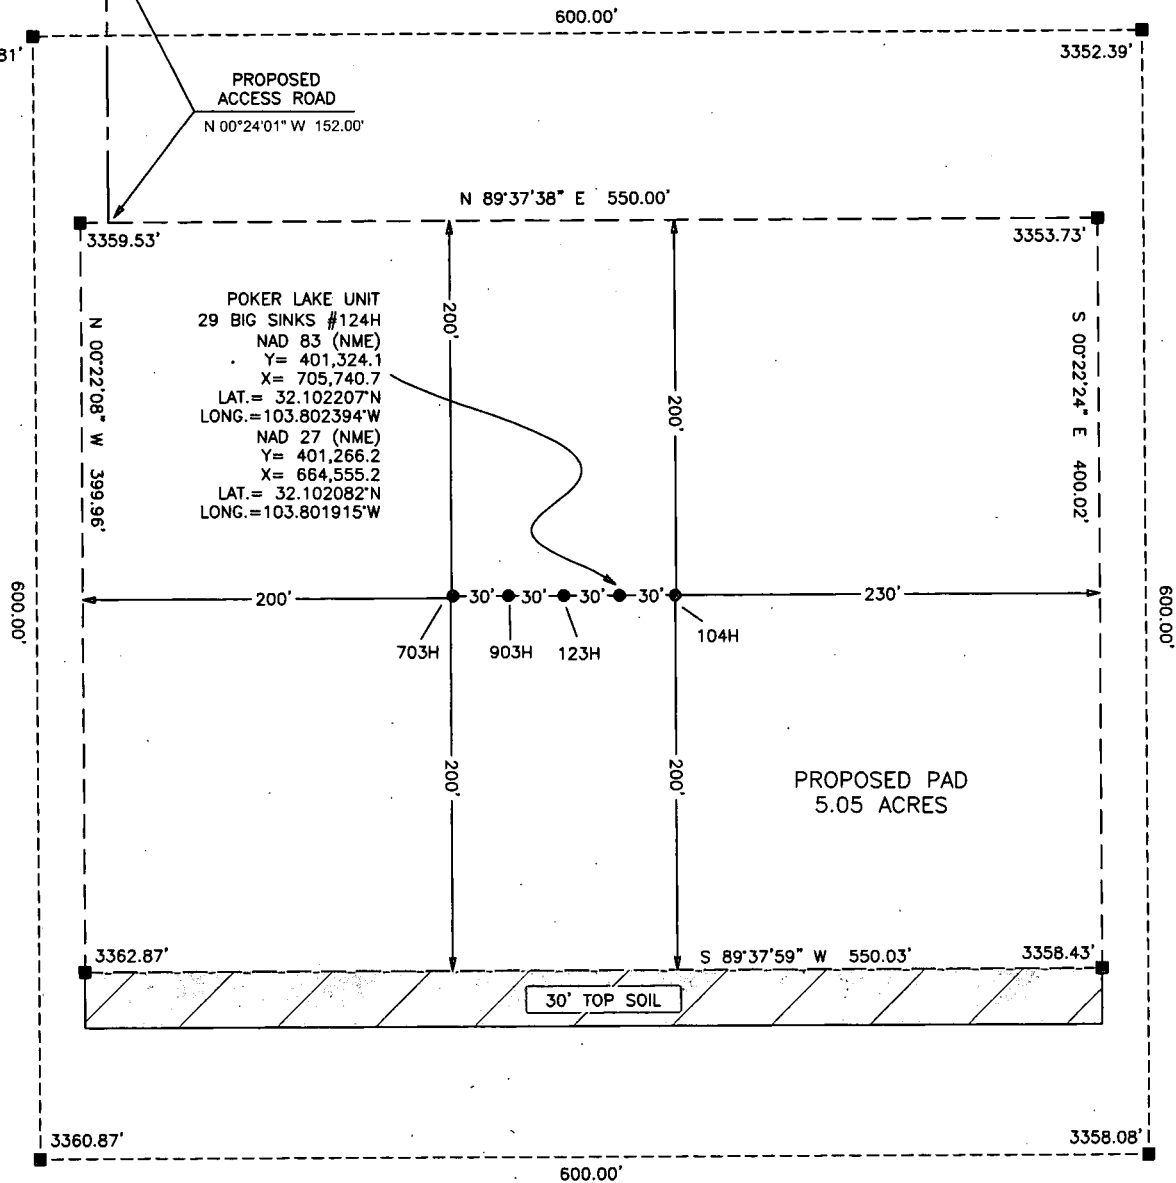 600.00'
81'
3352.39'
PROPOSED
ACCESS ROAD
N 00°24'01" W 152.00'
N 89°37'38" E 550.00'
3359.53'
3353.73'
POKER LAKE UNIT
29 BIG SINKS #124H
NAD 83 (NME)
Y= 401,324.1
X= 705,740.7
LAT.= 32.102207°N
LONG.=103.802394°W
NAD 27 (NME)
Y= 401,266.2
X= 664,555.2
LAT.= 32.102082°N
LONG.=103.801915°W
N 00°22'08" W 399.96'
200'
200'
S 00°22'24" E 400.02'
600.00'
200'
30'
30'
30'
30'
230'
600.00'
703H
903H
123H
104H
200'
200'
PROPOSED PAD
5.05 ACRES
3362.87'
S 89°37'59" W 550.03'
3358.43'
30' TOP SOIL
3360.87'
3358.08'
600.00'